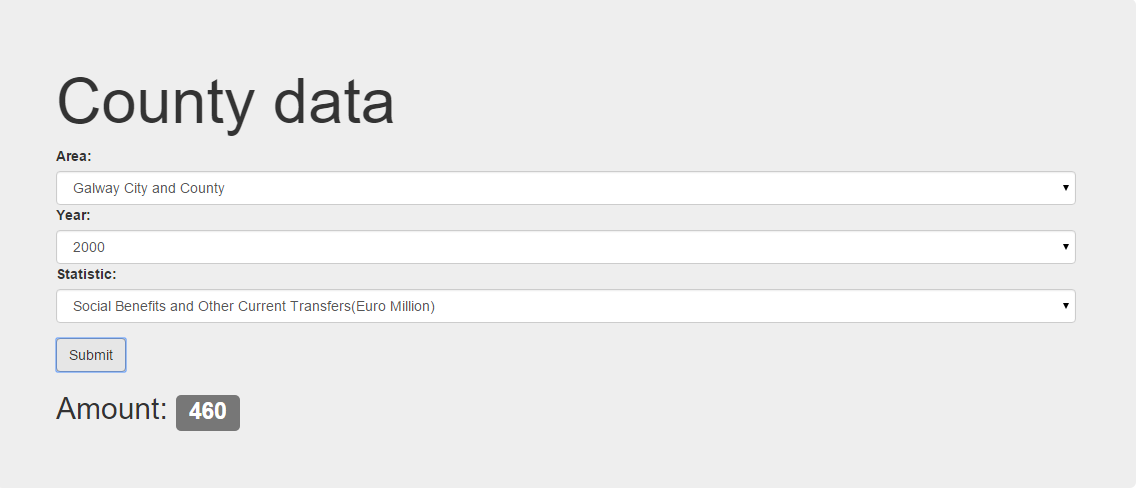 County data
Area:
Galway City and County
Year:
2000
Statistic:
Social Benefits and Other Current Transfers(Euro Million)
Submit
Amount: 460